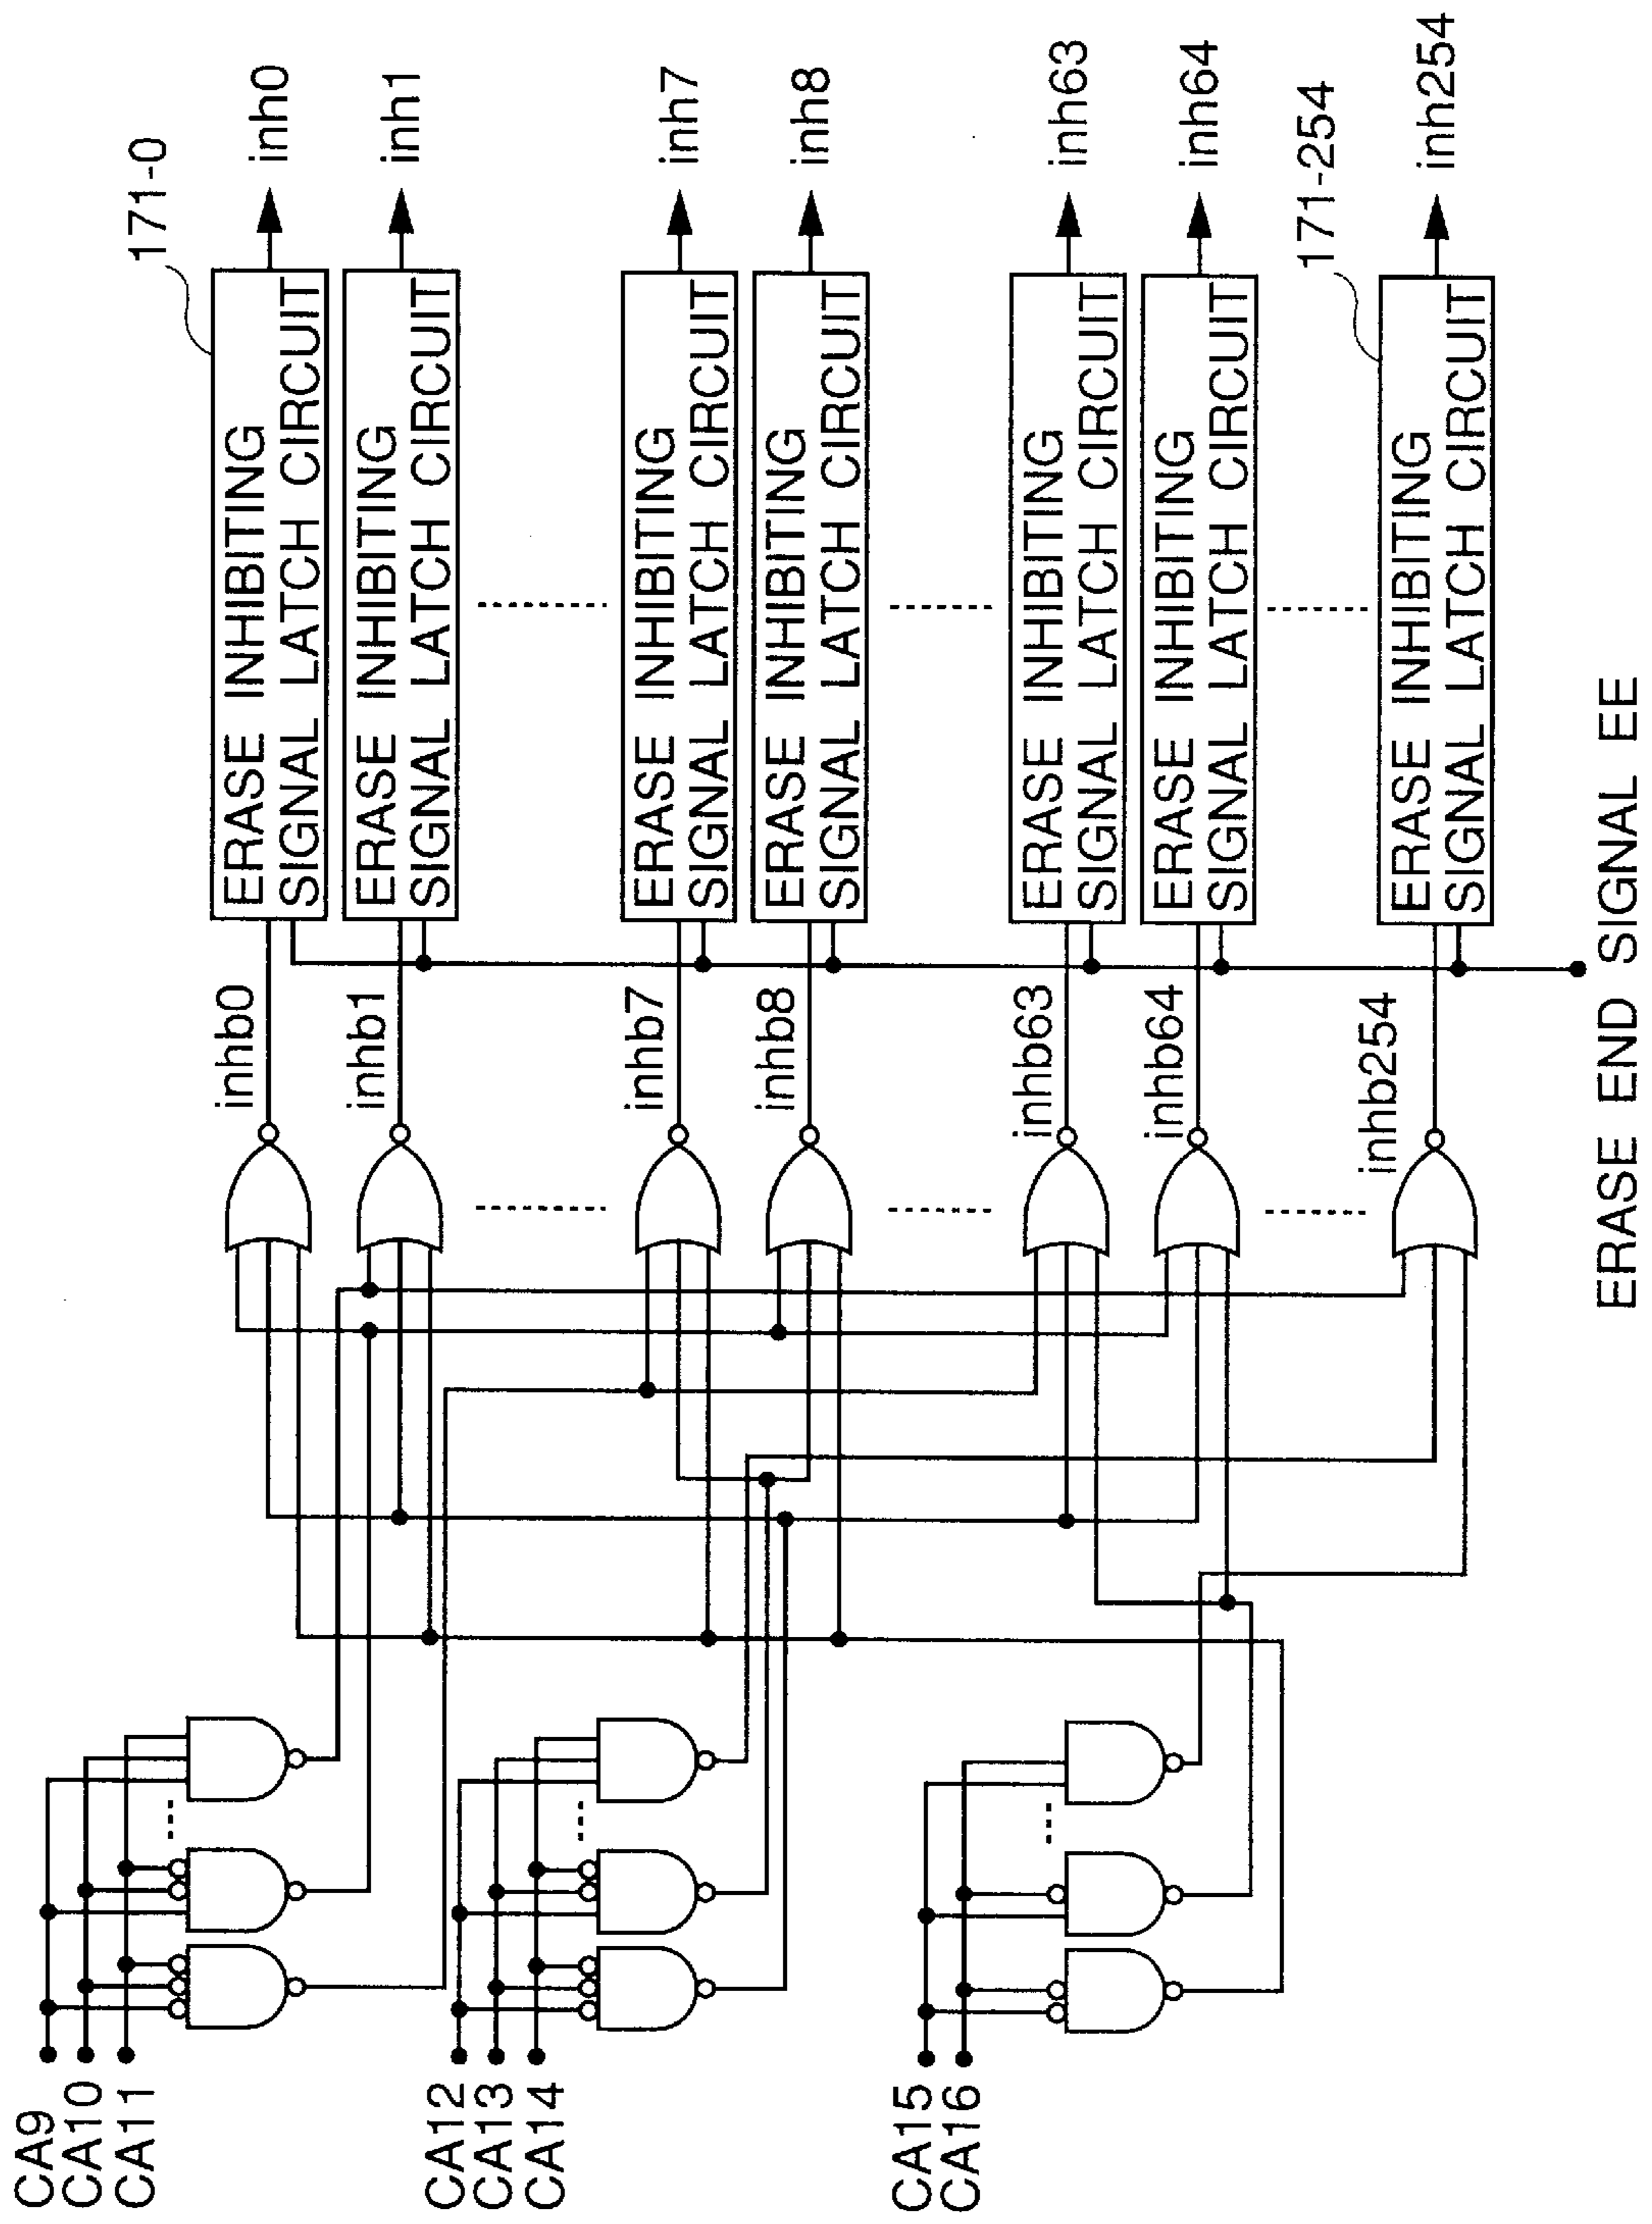 CA9
CA10
CA11
CA12
CA13
CA14
CA15
CA16
inhb0
inhb1
inhb7
inhb8
inhb63
inhb64
inhb254
ERASE INHIBITING
SIGNAL LATCH CIRCUIT
ERASE INHIBITING
SIGNAL LATCH CIRCUIT
ERASE INHIBITING
SIGNAL LATCH CIRCUIT
ERASE INHIBITING
SIGNAL LATCH CIRCUIT
ERASE INHIBITING
SIGNAL LATCH CIRCUIT
ERASE INHIBITING
SIGNAL LATCH CIRCUIT
ERASE INHIBITING
SIGNAL LATCH CIRCUIT
171-0
171-254
inh0
inh1
inh7
inh8
inh63
inh64
inh254
ERASE END SIGNAL EE